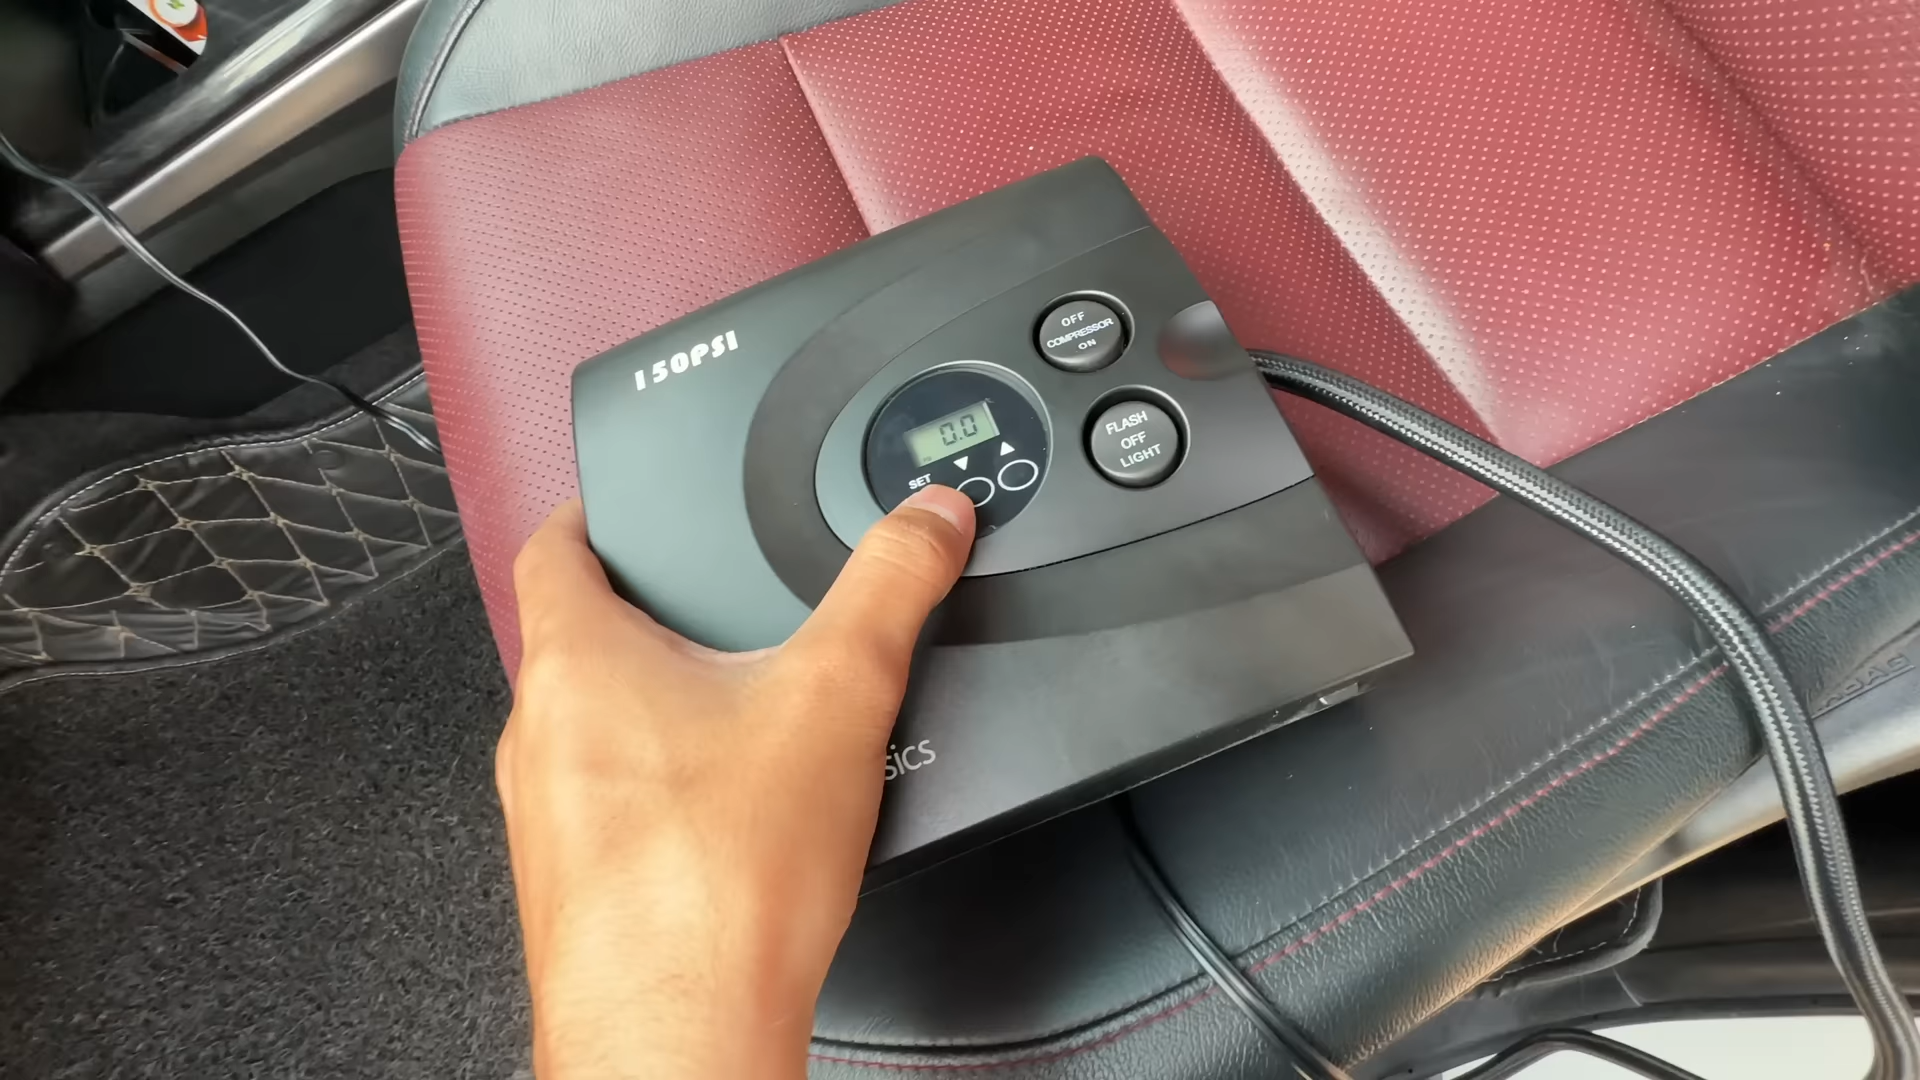 150PSI
OFF
COMPRESSOR
ON
FLASH
OFF
LIGHT
0.0
SET
sics